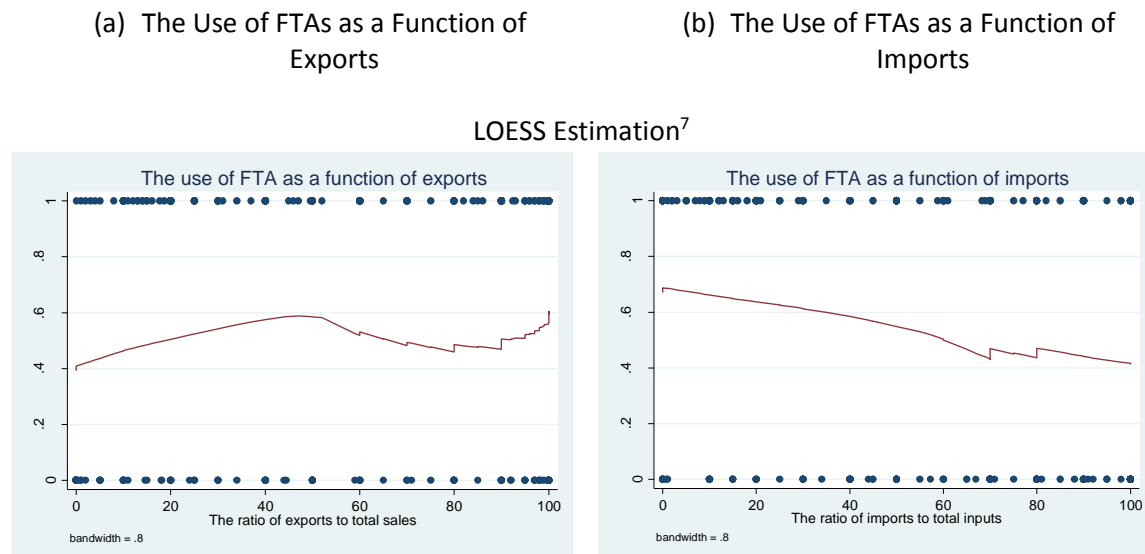 (a) The Use of FTAs as a Function of
Exports
(b) The Use of FTAs as a Function of
Imports
LOESS Estimation7
The use of FTA as a function of exports
1
.8
.6
.4
.2
0
0 20 40 60 80 100
The ratio of exports to total sales
bandwidth = .8
The use of FTA as a function of imports
1
.8
.6
.4
.2
0
0 20 40 60 80 100
The ratio of imports to total inputs
bandwidth = .8